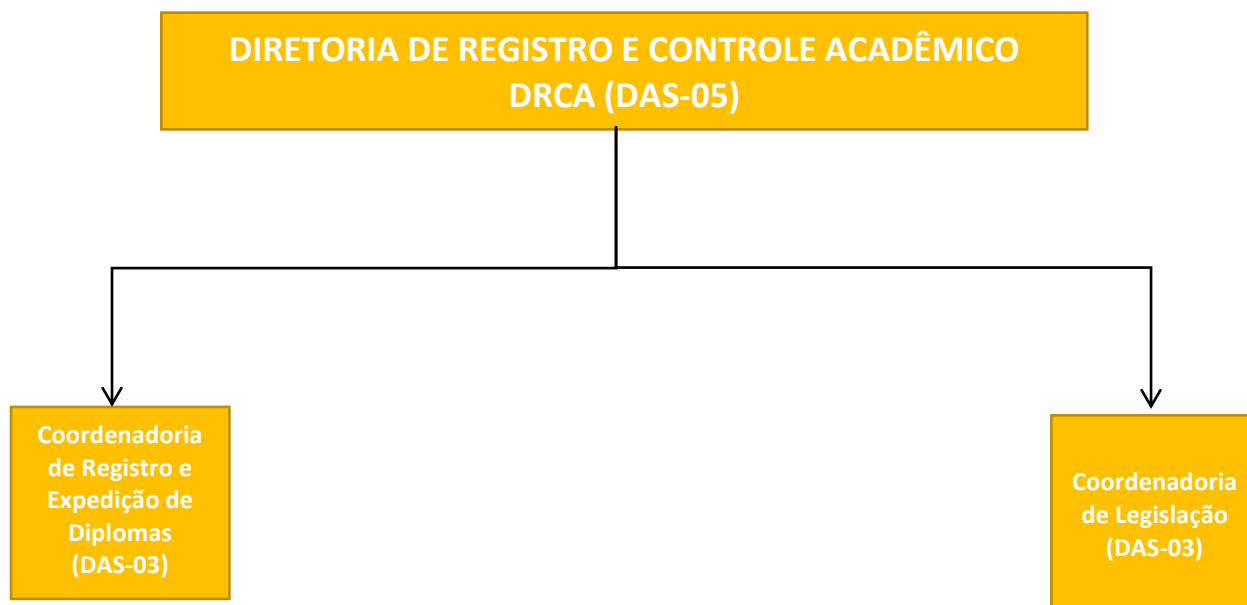 DIRETORIA DE REGISTRO E CONTROLE ACADÊMICO
DRCA (DAS-05)
Coordenadoria
de Registro e
Expedição de
Diplomas
(DAS-03)
Coordenadoria
de Legislação
(DAS-03)